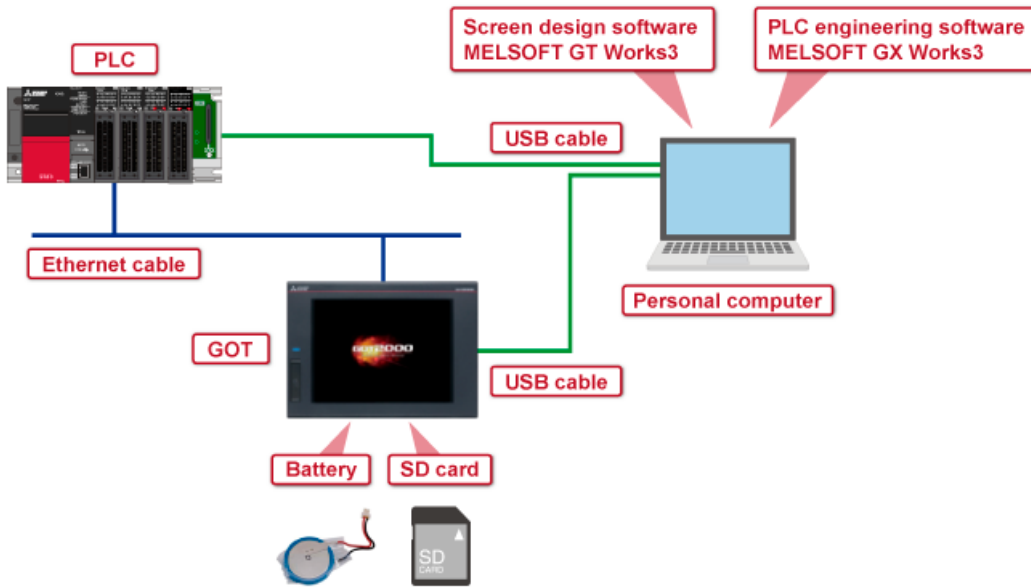 Screen design software
MELSOFT GT Works3
PLC engineering software
MELSOFT GX Works3
PLC
USB cable
Ethernet cable
Personal computer
GOT
GOT2000
USB cable
Battery
SD card
SD
CARD